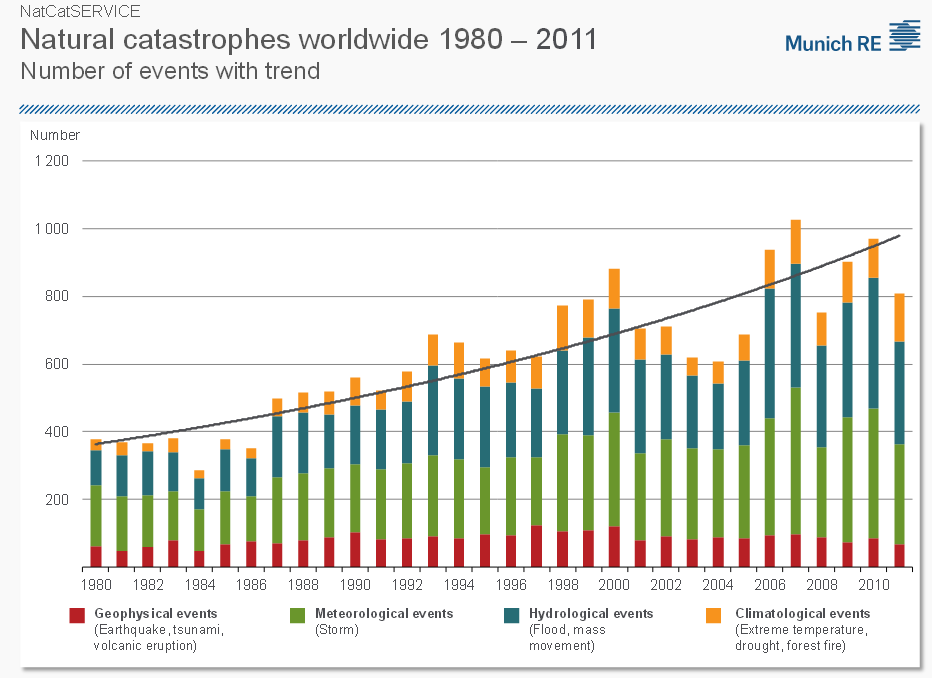 NatCatSERVICE
Natural catastrophes worldwide 1980 – 2011
Number of events with trend
Munich RE
Number
1 200
1 000
800
600
400
200
1980 1982 1984 1986 1988 1990 1992 1994 1996 1998 2000 2002 2004 2006 2008 2010
Geophysical events
(Earthquake, tsunami,
volcanic eruption)
Meteorological events
(Storm)
Hydrological events
(Flood, mass
movement)
Climatological events
(Extreme temperature,
drought, forest fire)